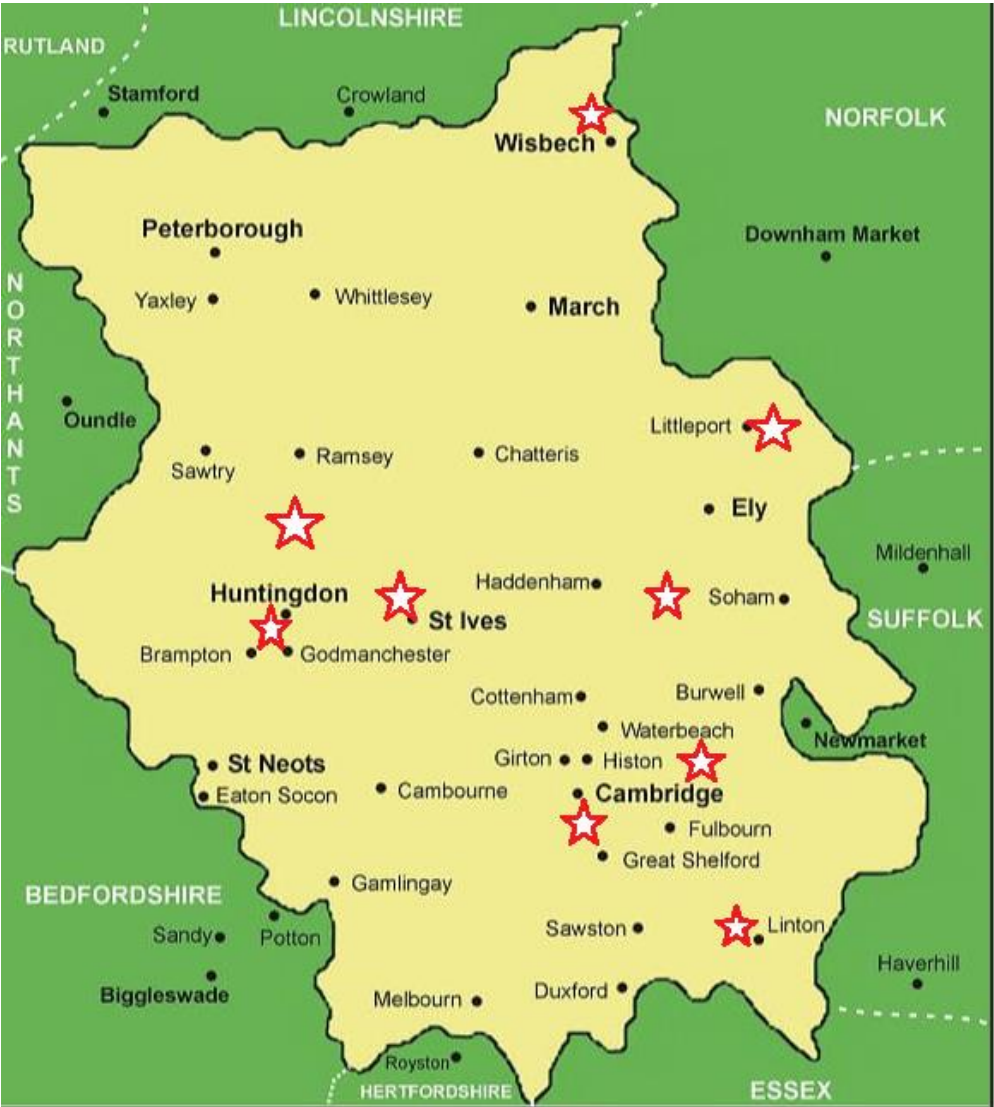 LINCOLNSHIRE
RUTLAND
Stamford
Crowland
NORFOLK
Wisbech
Peterborough
Downham Market
NORTHANTS
Yaxley
Whittlesey
March
Oundle
Littleport
Sawtry
Ramsey
Chatteris
Ely
Mildenhall
Huntingdon
Haddenham
Soham
SUFFOLK
St Ives
Brampton
Godmanchester
Cottenham
Burwell
Waterbeach
Newmarket
St Neots
Girton
Histon
Eaton Socon
Cambourne
Cambridge
Fulbourn
Great Shelford
BEDFORDSHIRE
Gamlingay
Sandy
Potton
Sawston
Linton
Haverhill
Biggleswade
Melbourn
Duxford
Royston
HERTFORDSHIRE
ESSEX